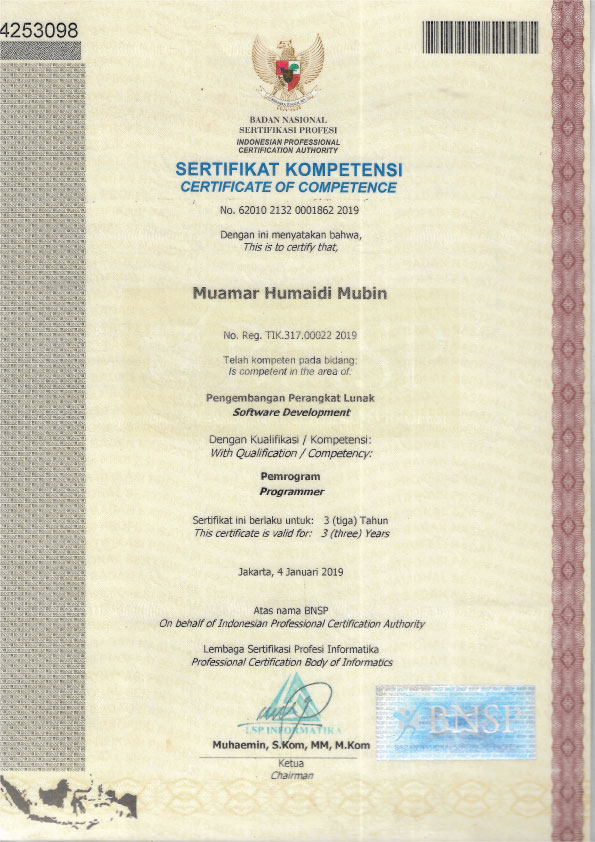 4253098
BADAN NASIONAL
SERTIFIKASI PROFESI
INDONESIAN PROFESSIONAL
CERTIFICATION AUTHORITY
SERTIFIKAT KOMPETENSI
CERTIFICATE OF COMPETENCE
No. 62010 2132 0001862 2019
Dengan ini menyatakan bahwa,
This is to certify that,
Muamar Humaidi Mubin
No. Reg. TIK.317.00022 2019
Telah kompeten pada bidang:
Is competent in the area of:
Pengembangan Perangkat Lunak
Software Development
Dengan Kualifikasi / Kompetensi:
With Qualification / Competency:
Pemrogram
Programmer
Sertifikat ini berlaku untuk: 3 (tiga) Tahun
This certificate is valid for: 3 (three) Years
Jakarta, 4 Januari 2019
Atas nama BNSP
On behalf of Indonesian Professional Certification Authority
Lembaga Sertifikasi Profesi Informatika
Professional Certification Body of Informatics
LSP INFORMATIKA
BNSP
Muhaemin, S.Kom, MM, M.Kom
Ketua
Chairman